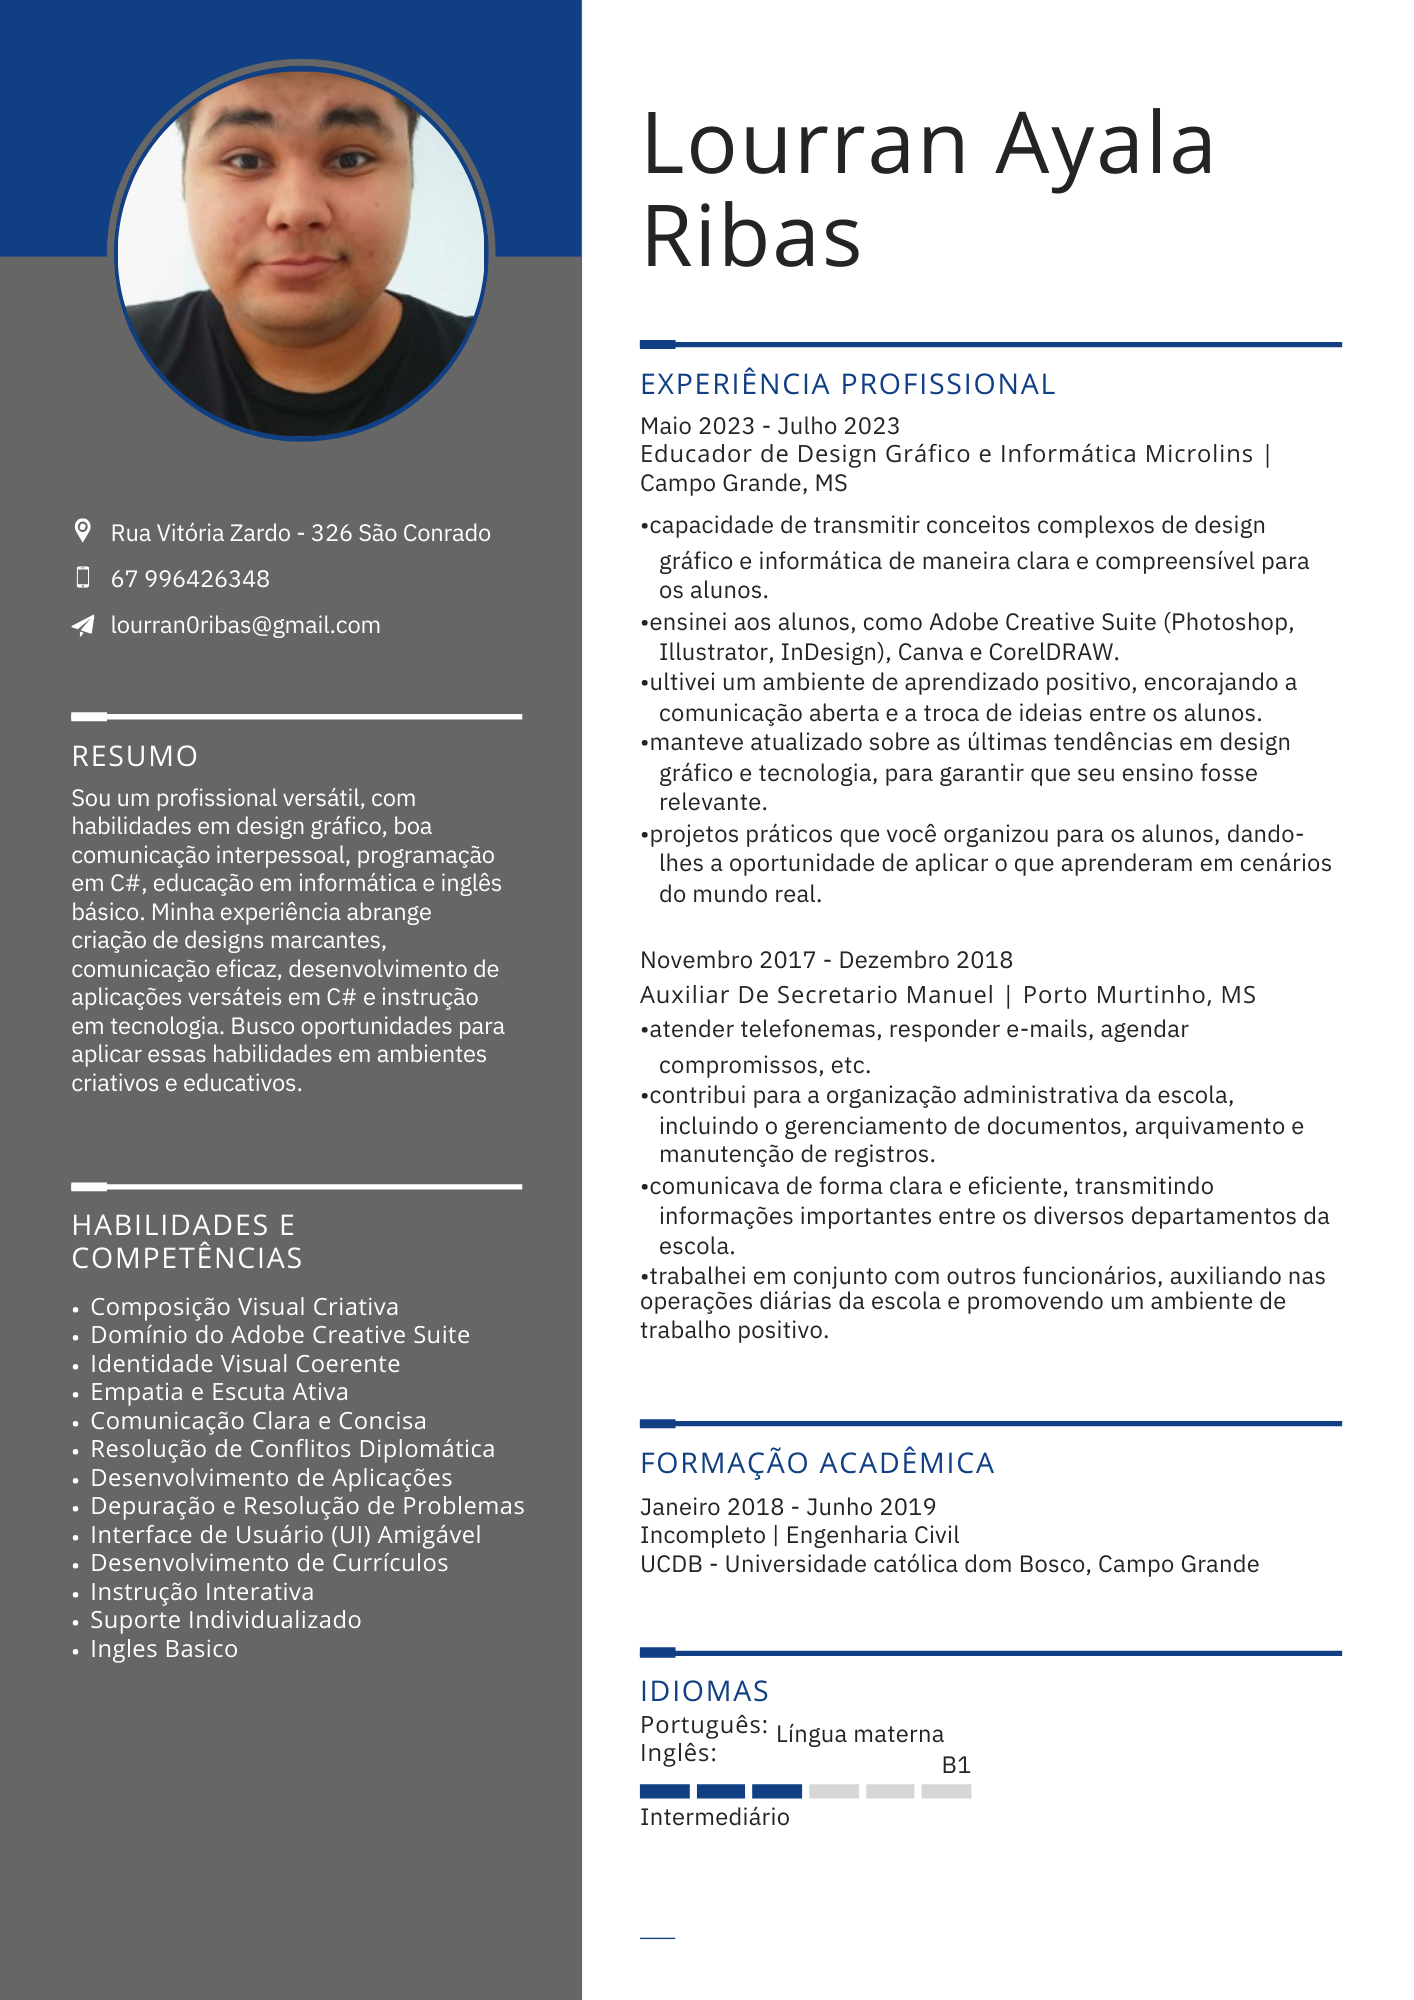 Lourran Ayala
Ribas
Rua Vitória Zardo - 326 São Conrado
67 996426348
lourran0ribas@gmail.com
RESUMO
Sou um profissional versátil, com
habilidades em design gráfico, boa
comunicação interpessoal, programação
em C#, educação em informática e inglês
básico. Minha experiência abrange
criação de designs marcantes,
comunicação eficaz, desenvolvimento de
aplicações versáteis em C# e instrução
em tecnologia. Busco oportunidades para
aplicar essas habilidades em ambientes
criativos e educativos.
HABILIDADES E
COMPETÊNCIAS
• Composição Visual Criativa
• Domínio do Adobe Creative Suite
• Identidade Visual Coerente
• Empatia e Escuta Ativa
• Comunicação Clara e Concisa
• Resolução de Conflitos Diplomática
• Desenvolvimento de Aplicações
• Depuração e Resolução de Problemas
• Interface de Usuário (UI) Amigável
• Desenvolvimento de Currículos
• Instrução Interativa
• Suporte Individualizado
• Ingles Basico
EXPERIÊNCIA PROFISSIONAL
Maio 2023 - Julho 2023
Educador de Design Gráfico e Informática Microlins |
Campo Grande, MS
•capacidade de transmitir conceitos complexos de design
gráfico e informática de maneira clara e compreensível para
os alunos.
•ensinei aos alunos, como Adobe Creative Suite (Photoshop,
Illustrator, InDesign), Canva e CorelDRAW.
•ultivei um ambiente de aprendizado positivo, encorajando a
comunicação aberta e a troca de ideias entre os alunos.
•manteve atualizado sobre as últimas tendências em design
gráfico e tecnologia, para garantir que seu ensino fosse
relevante.
•projetos práticos que você organizou para os alunos, dando-
lhes a oportunidade de aplicar o que aprenderam em cenários
do mundo real.
Novembro 2017 - Dezembro 2018
Auxiliar De Secretario Manuel | Porto Murtinho, MS
•atender telefonemas, responder e-mails, agendar
compromissos, etc.
•contribui para a organização administrativa da escola,
incluindo o gerenciamento de documentos, arquivamento e
manutenção de registros.
•comunicava de forma clara e eficiente, transmitindo
informações importantes entre os diversos departamentos da
escola.
•trabalhei em conjunto com outros funcionários, auxiliando nas
operações diárias da escola e promovendo um ambiente de
trabalho positivo.
FORMAÇÃO ACADÊMICA
Janeiro 2018 - Junho 2019
Incompleto | Engenharia Civil
UCDB - Universidade católica dom Bosco, Campo Grande
IDIOMAS
Português: Língua materna
Inglês: B1
Intermediário